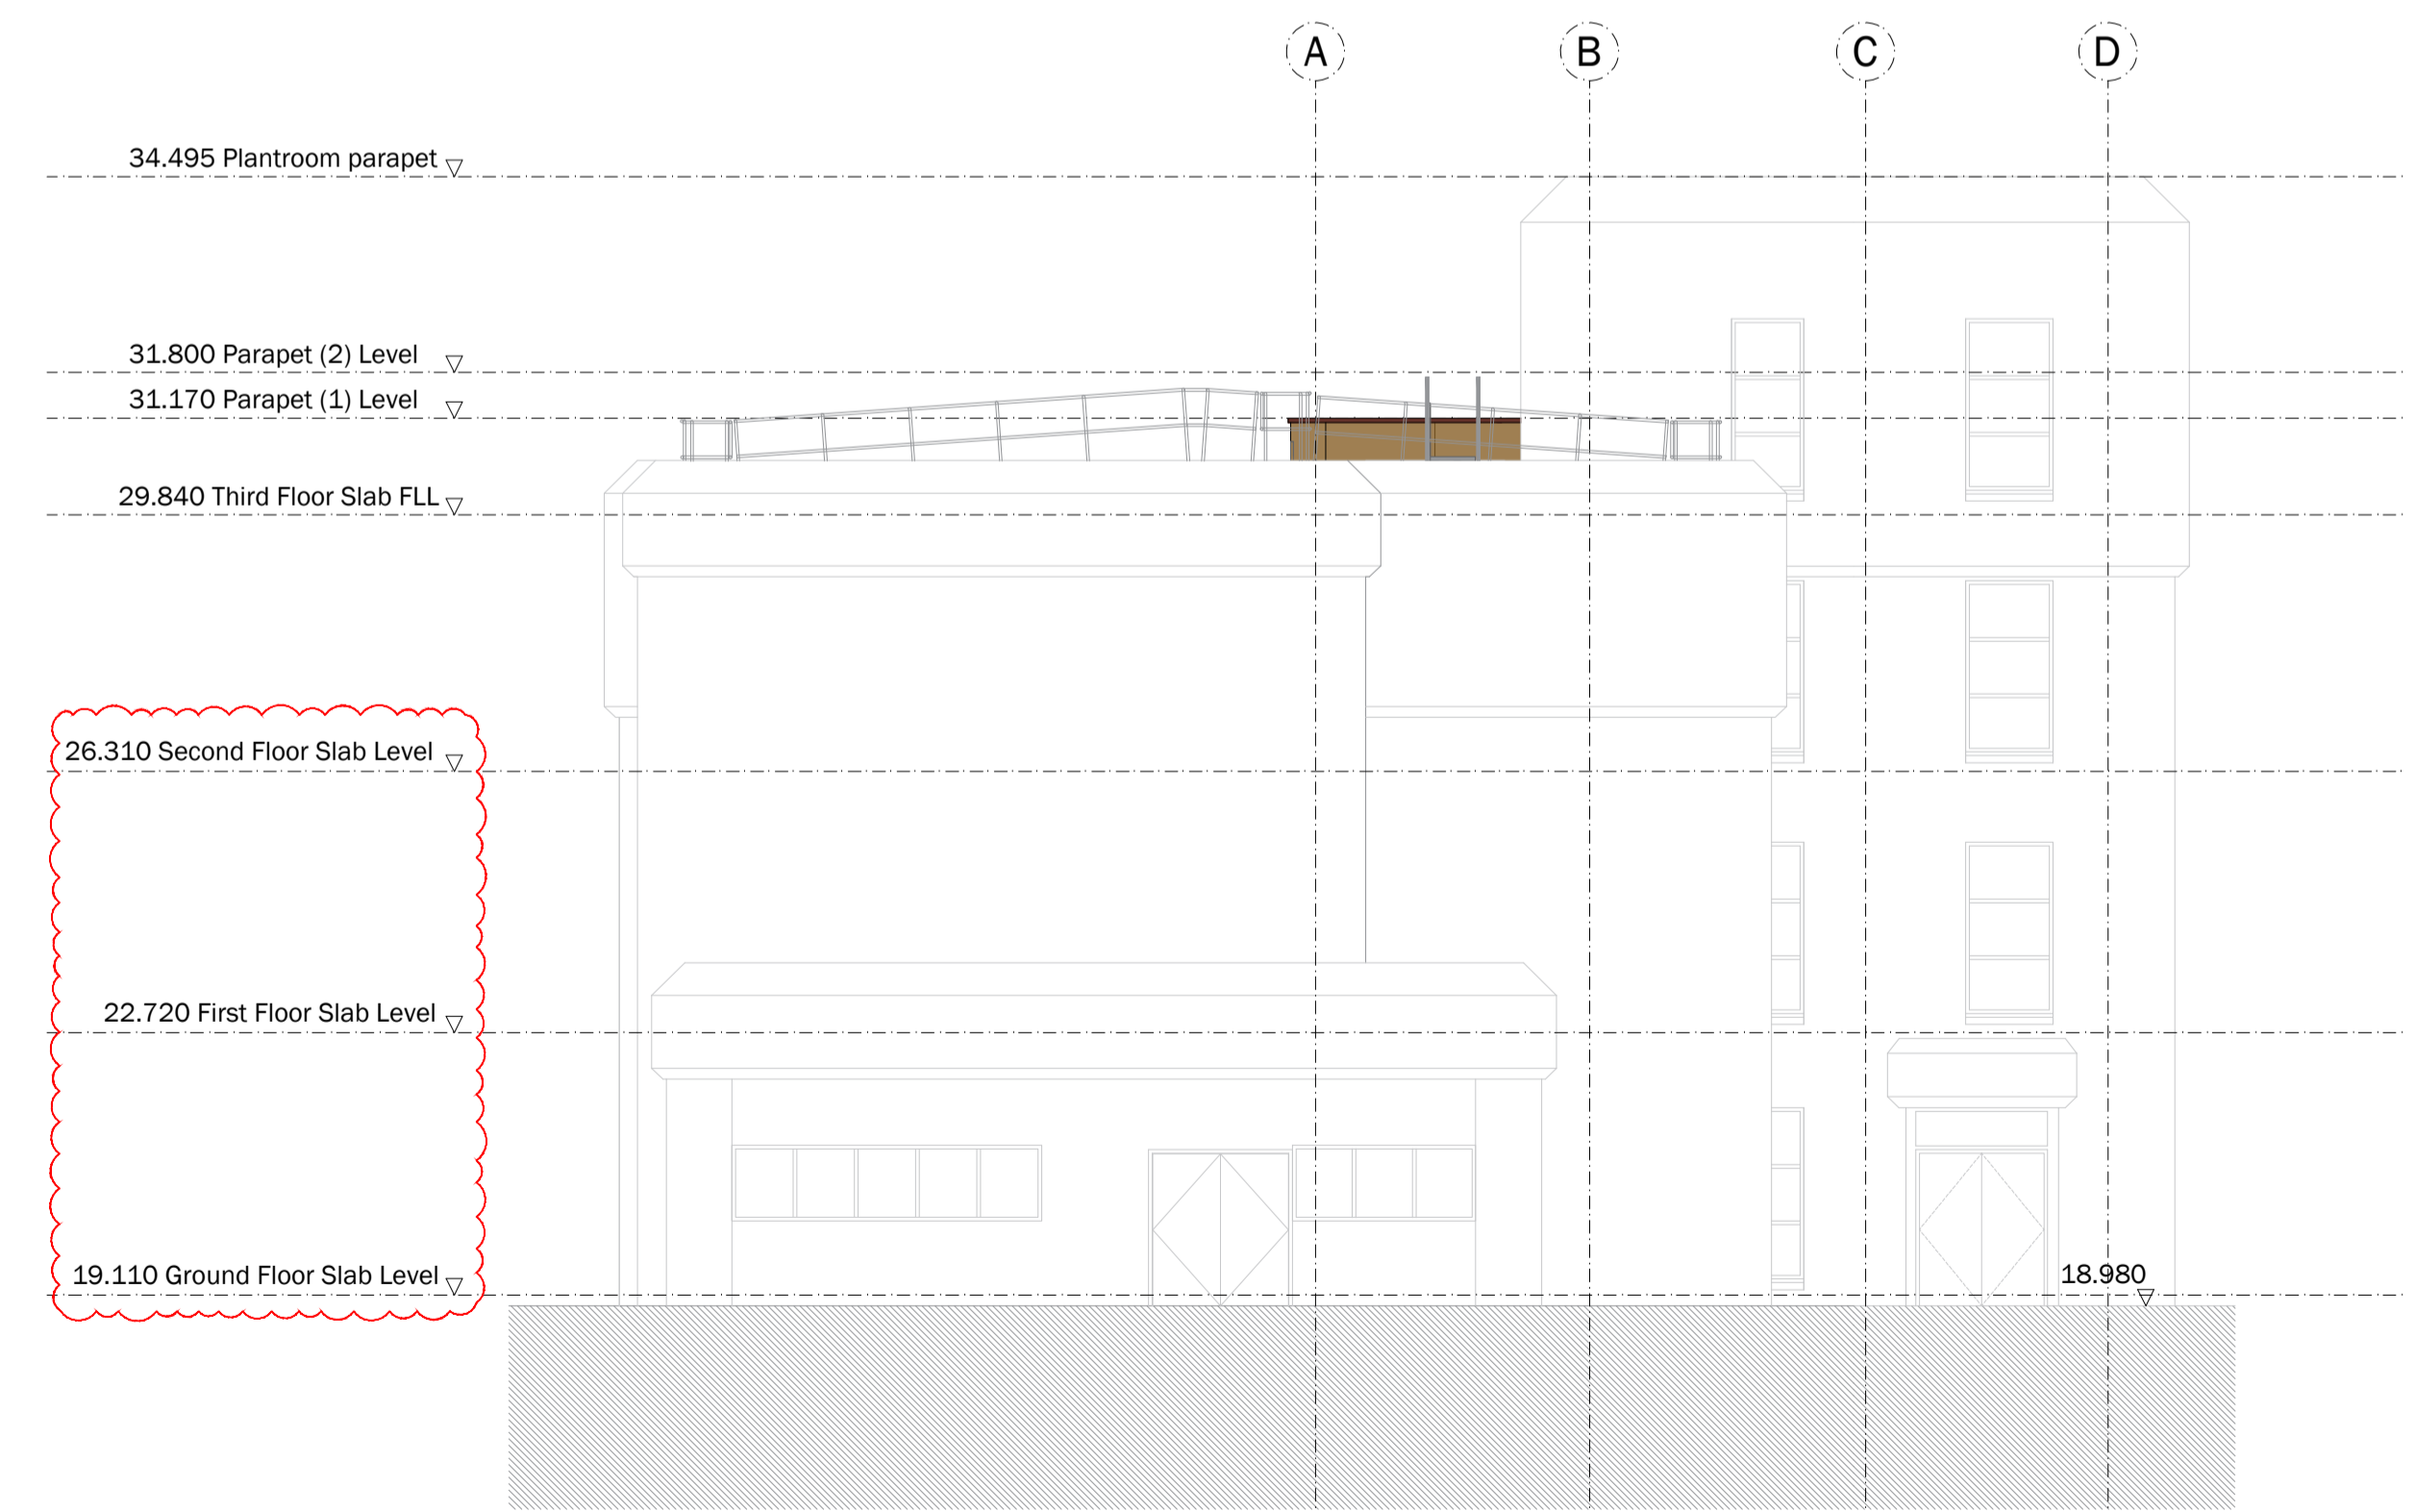 A B C D
34.495 Plantroom parapet
31.800 Parapet (2) Level
31.170 Parapet (1) Level
29.840 Third Floor Slab FLL
26.310 Second Floor Slab Level
22.720 First Floor Slab Level
19.110 Ground Floor Slab Level
18.980